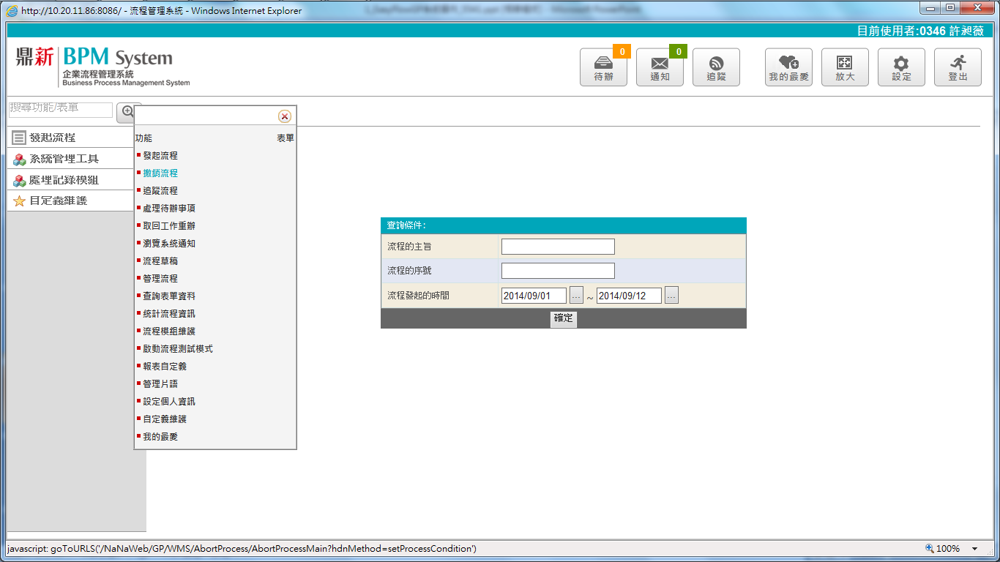 http://10.20.11.86:8086/ - 流程管理系統 - Windows Internet Explorer
目前使用者:0346 許昶薇
鼎新 BPM System
企業流程管理系統
Business Process Management System
0
待辦
0
通知
追蹤
我的最愛
放大
設定
登出
搜尋功能/表單
發起流程
系統管理工具
處理記錄模組
自定義維護
功能 表單
發起流程
撤銷流程
追蹤流程
處理待辦事項
取回工作重辦
瀏覽系統通知
流程草稿
管理流程
查詢表單資料
統計流程資訊
流程模組維護
啟動流程測試模式
報表自定義
管理片語
設定個人資訊
自定義維護
我的最愛
查詢條件:
流程的主旨
流程的序號
流程發起的時間 2014/09/01 ... ~ 2014/09/12 ...
確定
javascript: goToURLS('/NaNaWeb/GP/WMS/AbortProcess/AbortProcessMain?hdnMethod=setProcessCondition')
100%